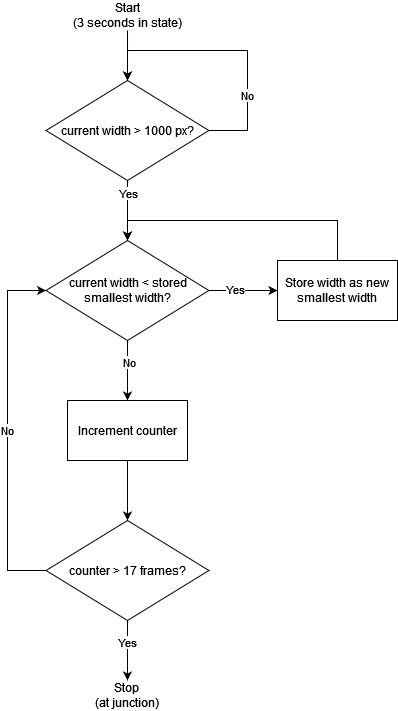 Start
(3 seconds in state)
No
current width > 1000 px?
Yes
current width < stored
smallest width?
Yes
Store width as new
smallest width
No
Increment counter
No
counter > 17 frames?
Yes
Stop
(at junction)